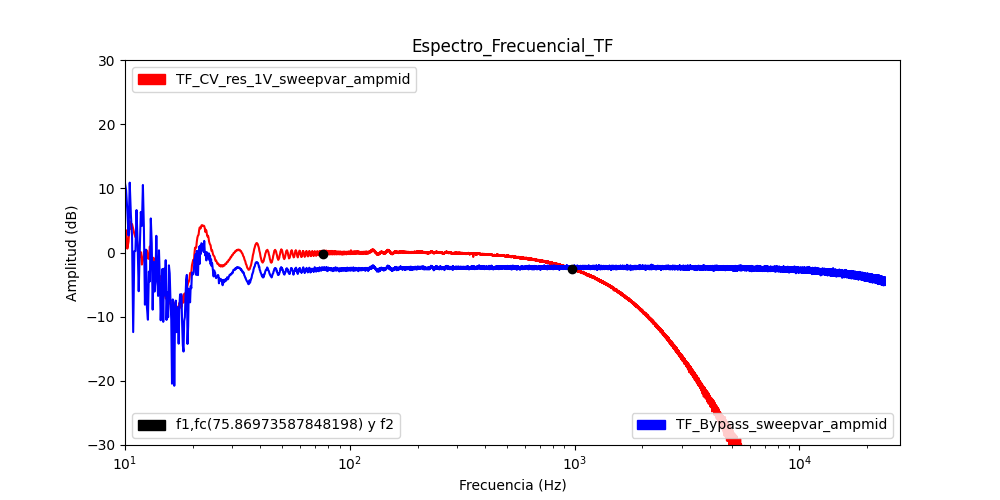 Espectro_Frecuencial_TF
30
20
10
0
−10
−20
−30
Amplitud (dB)
TF_CV_res_1V_sweepvar_ampmid
f1,fc(75.86973587848198) y f2
TF_Bypass_sweepvar_ampmid
10¹ 10² 10³ 10⁴
Frecuencia (Hz)